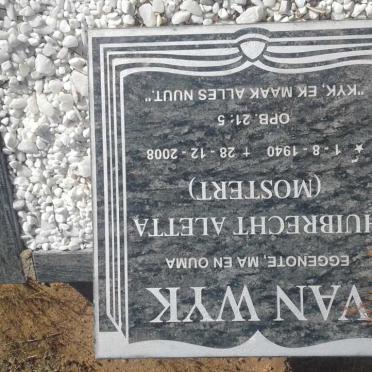 VAN WYK
EGGENOTE, MA EN OUMA
HUIBRECHT ALETTA
(MOSTERT)
★ 1 - 8 - 1940 ✝ 28 - 12 - 2008
OPB. 21 : 5
"KYK, EK MAAK ALLES NUUT."